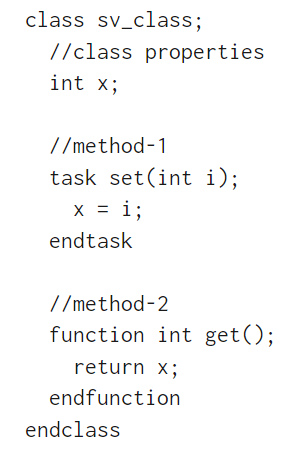 class sv_class;
//class properties
int x;
//method-1
task set(int i);
x = i;
endtask
//method-2
function int get();
return x;
endfunction
endclass